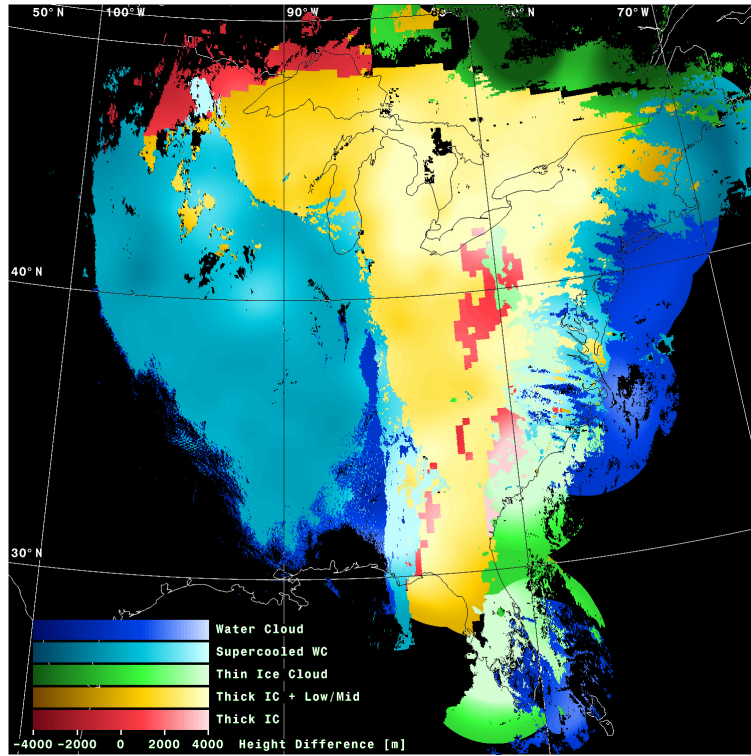 50°N 100°W 90°W 80°W 70°W
40°N
30°N
Water Cloud
Supercooled WC
Thin Ice Cloud
Thick IC + Low/Mid
Thick IC
-4000 -2000 0 2000 4000 Height Difference [m]